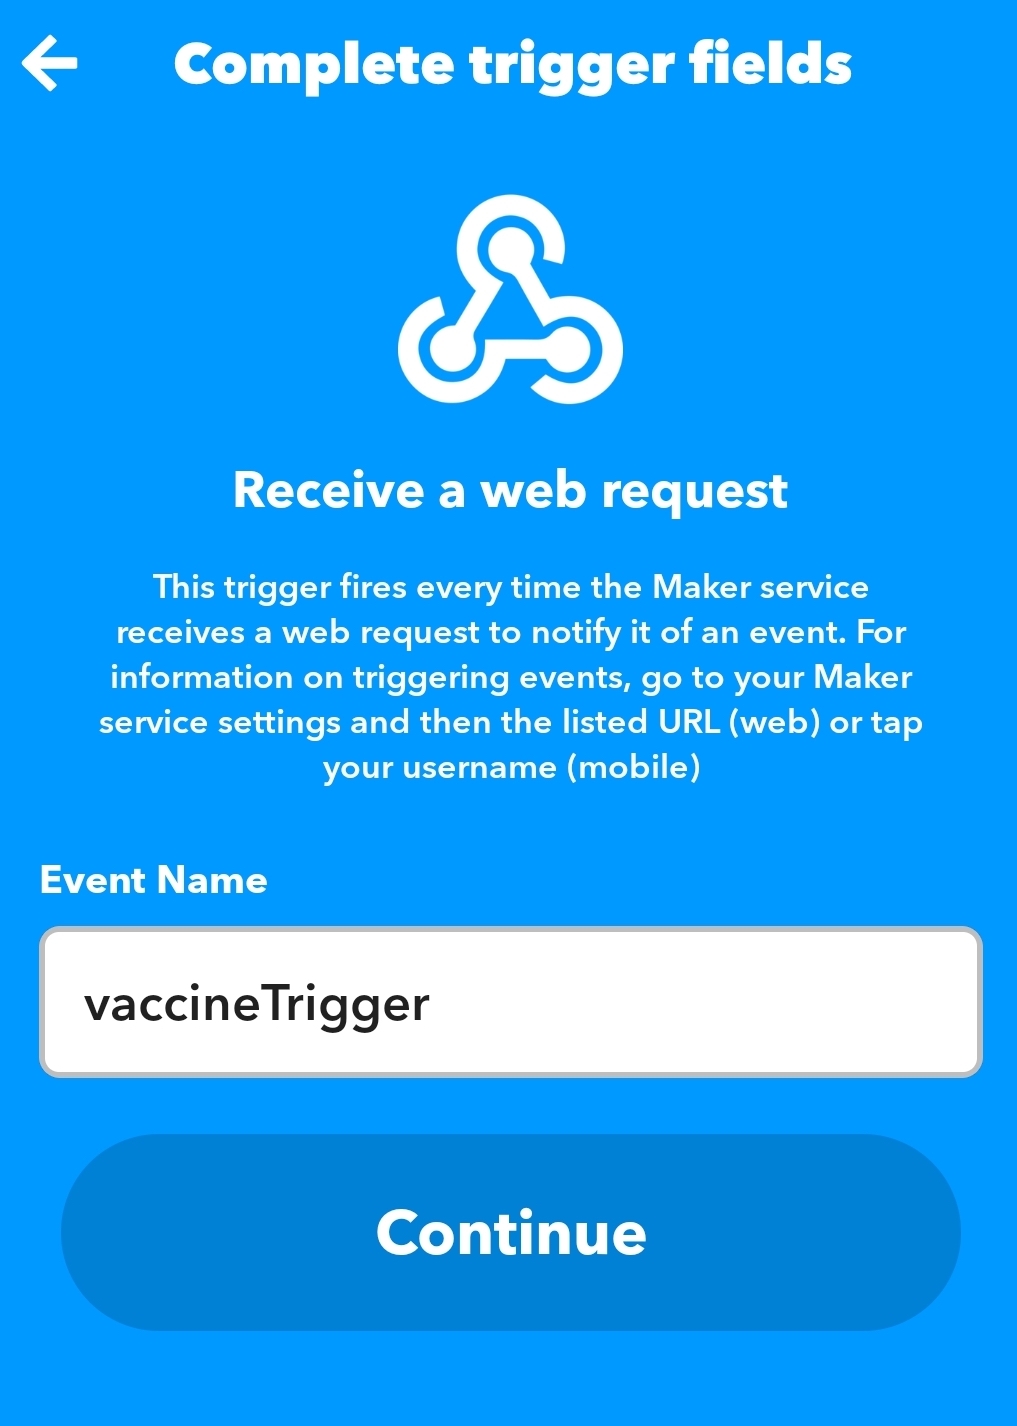 Complete trigger fields
Receive a web request
This trigger fires every time the Maker service
receives a web request to notify it of an event. For
information on triggering events, go to your Maker
service settings and then the listed URL (web) or tap
your username (mobile)
Event Name
vaccineTrigger
Continue